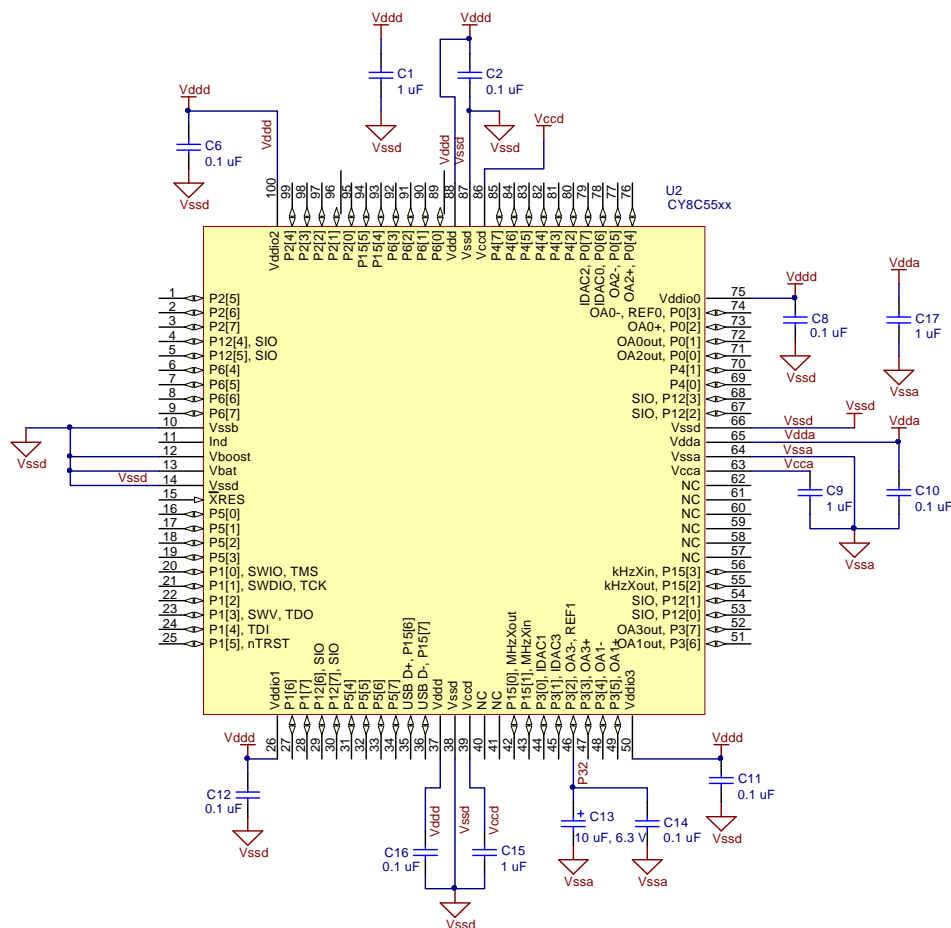 Vddd
C1
1 uF
Vssd
Vddd
C2
0.1 uF
Vssd
Vddd
C6
0.1 uF
Vssd
Vddd
Vddd
Vssd
Vccd
U2
CY8C55xx
100
99
98
97
96
95
94
93
92
91
90
89
88
87
86
85
84
83
82
81
80
79
78
77
76
Vddio2
P2[4]
P2[3]
P2[2]
P2[1]
P2[0]
P15[5]
P15[4]
P6[3]
P6[2]
P6[1]
P6[0]
Vddd
Vssd
Vccd
P4[7]
P4[6]
P4[5]
P4[4]
P4[3]
P4[2]
IDAC2, P0[7]
IDAC0, P0[6]
OA2-, P0[5]
OA2+, P0[4]
1 P2[5]
2 P2[6]
3 P2[7]
4 P12[4], SIO
5 P12[5], SIO
6 P6[4]
7 P6[5]
8 P6[6]
9 P6[7]
10 Vssb
11 Ind
12 Vboost
13 Vbat
14 Vssd
15 XRES
16 P5[0]
17 P5[1]
18 P5[2]
19 P5[3]
20 P1[0], SWIO, TMS
21 P1[1], SWDIO, TCK
22 P1[2]
23 P1[3], SWV, TDO
24 P1[4], TDI
25 P1[5], nTRST
Vssd
Vssd
Vddio0 75
OA0-, REF0, P0[3] 74
OA0+, P0[2] 73
OA0out, P0[1] 72
OA2out, P0[0] 71
P4[1] 70
P4[0] 69
SIO, P12[3] 68
SIO, P12[2] 67
Vssd 66
Vdda 65
Vssa 64
Vcca 63
NC 62
NC 61
NC 60
NC 59
NC 58
NC 57
kHzXin, P15[3] 56
kHzXout, P15[2] 55
SIO, P12[1] 54
SIO, P12[0] 53
OA3out, P3[7] 52
OA1out, P3[6] 51
Vddd
C8
0.1 uF
Vssd
Vdda
C17
1 uF
Vssa
Vssd
Vssd
Vdda
Vdda
Vssa
Vcca
C9
1 uF
C10
0.1 uF
Vssa
Vddio1
P1[6]
P1[7]
P12[6], SIO
P12[7], SIO
P5[4]
P5[5]
P5[6]
P5[7]
USB D+, P15[6]
USB D-, P15[7]
Vddd
Vssd
Vccd
NC
NC
P15[0], MHzXout
P15[1], MHzXin
P3[0], IDAC1
P3[1], IDAC3
P3[2], OA3-, REF1
P3[3], OA3+
P3[4], OA1-
P3[5], OA1+
Vddio3
26
27
28
29
30
31
32
33
34
35
36
37
38
39
40
41
42
43
44
45
46
47
48
49
50
Vddd
C12
0.1 uF
Vssd
Vddd
Vssd
Vccd
C16
0.1 uF
C15
1 uF
Vssd
P32
C13
+
10 uF, 6.3 V
Vssa
C14
0.1 uF
Vssa
Vddd
C11
0.1 uF
Vssd